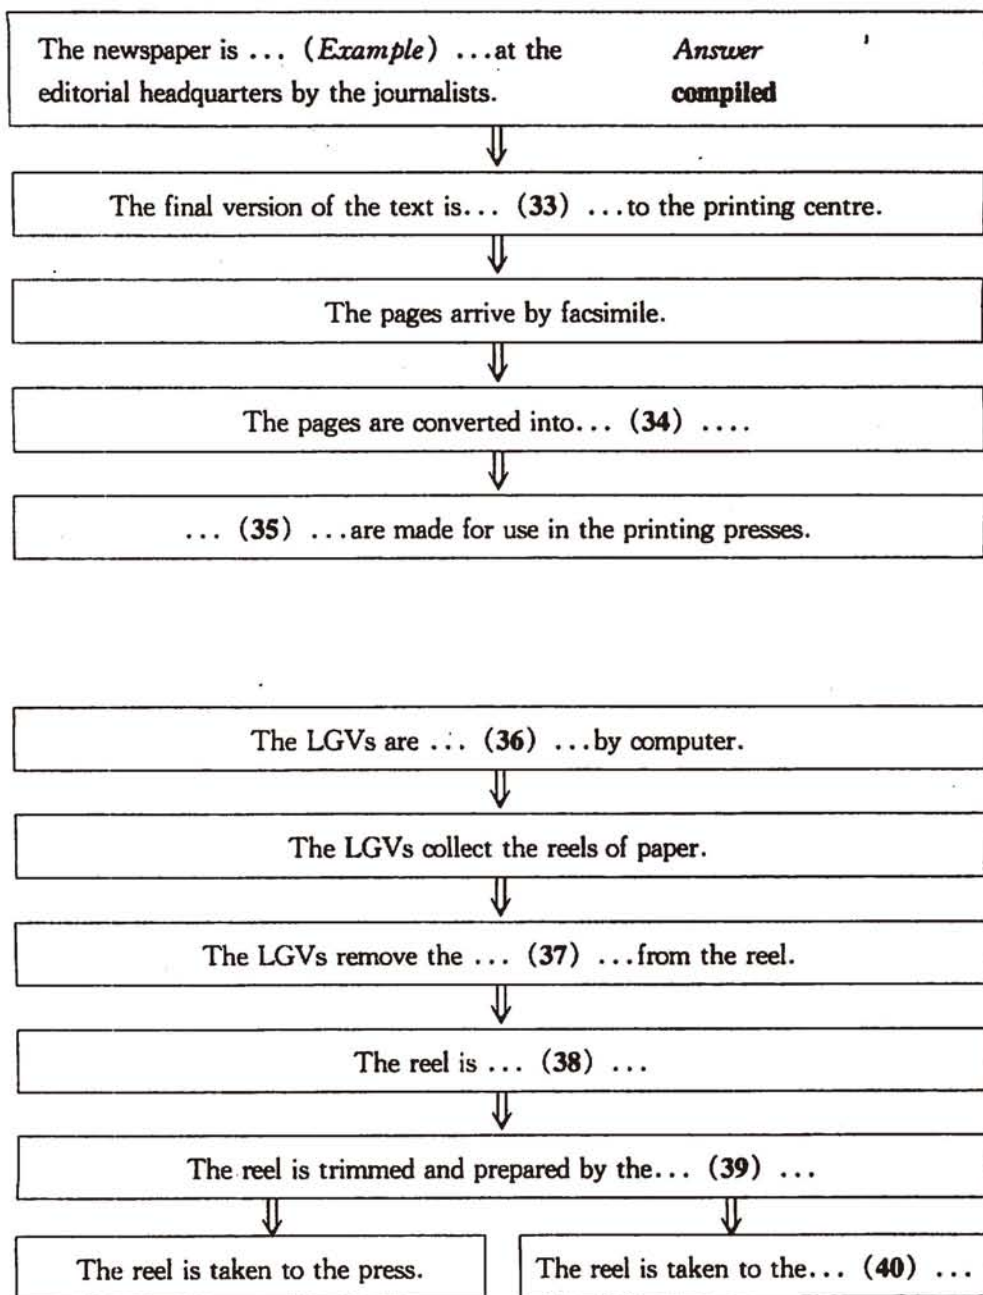 The newspaper is ... (Example) ...at the Answer
editorial headquarters by the journalists. compiled
The final version of the text is... (33) ...to the printing centre.
The pages arrive by facsimile.
The pages are converted into... (34) ....
... (35) ...are made for use in the printing presses.
The LGVs are ... (36) ...by computer.
The LGVs collect the reels of paper.
The LGVs remove the ... (37) ...from the reel.
The reel is ... (38) ...
The reel is trimmed and prepared by the... (39) ...
The reel is taken to the press. The reel is taken to the... (40) ...